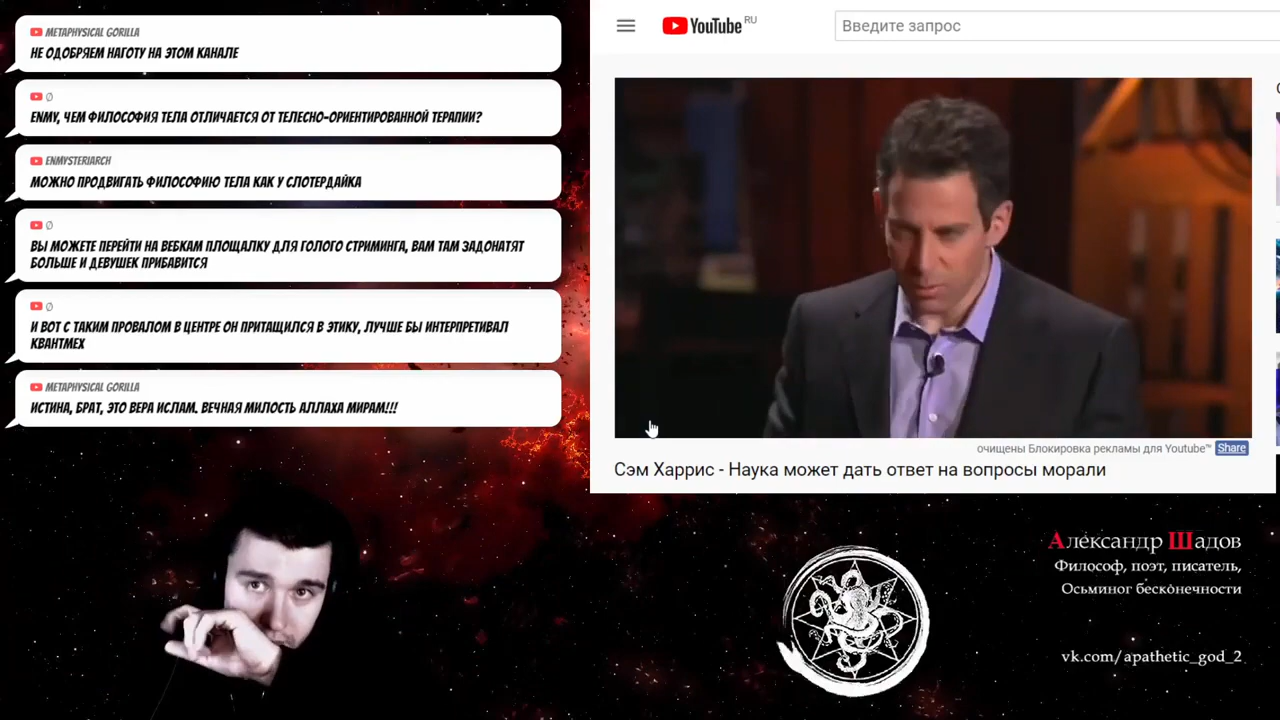 METAPHYSICAL GORILLA
НЕ ОДОБРЯЕМ НАГОТУ НА ЭТОМ КАНАЛЕ
Ø
ENMY, ЧЕМ ФИЛОСОФИЯ ТЕЛА ОТЛИЧАЕТСЯ ОТ ТЕЛЕСНО-ОРИЕНТИРОВАННОЙ ТЕРАПИИ?
ENMYSTERIARCH
МОЖНО ПРОДВИГАТЬ ФИЛОСОФИЮ ТЕЛА КАК У СЛОТЕРДАЙКА
Ø
ВЫ МОЖЕТЕ ПЕРЕЙТИ НА ВЕБКАМ ПЛОЩАЛКУ ДЛЯ ГОЛОГО СТРИМИНГА, ВАМ ТАМ ЗАДОНАТЯТ
БОЛЬШЕ И ДЕВУШЕК ПРИБАВИТСЯ
Ø
И ВОТ С ТАКИМ ПРОВАЛОМ В ЦЕНТРЕ ОН ПРИТАЩИЛСЯ В ЭТИКУ, ЛУЧШЕ БЫ ИНТЕРПРЕТИВАЛ
КВАНТМЕХ
METAPHYSICAL GORILLA
ИСТИНА, БРАТ, ЭТО ВЕРА ИСЛАМ. ВЕЧНАЯ МИЛОСТЬ АЛЛАХА МИРАМ!!!
YouTube RU
Введите запрос
очищены Блокировка рекламы для Youtube™ Share
Сэм Харрис - Наука может дать ответ на вопросы морали
Александр Шадов
Философ, поэт, писатель,
Осьминог бесконечности
vk.com/apathetic_god_2